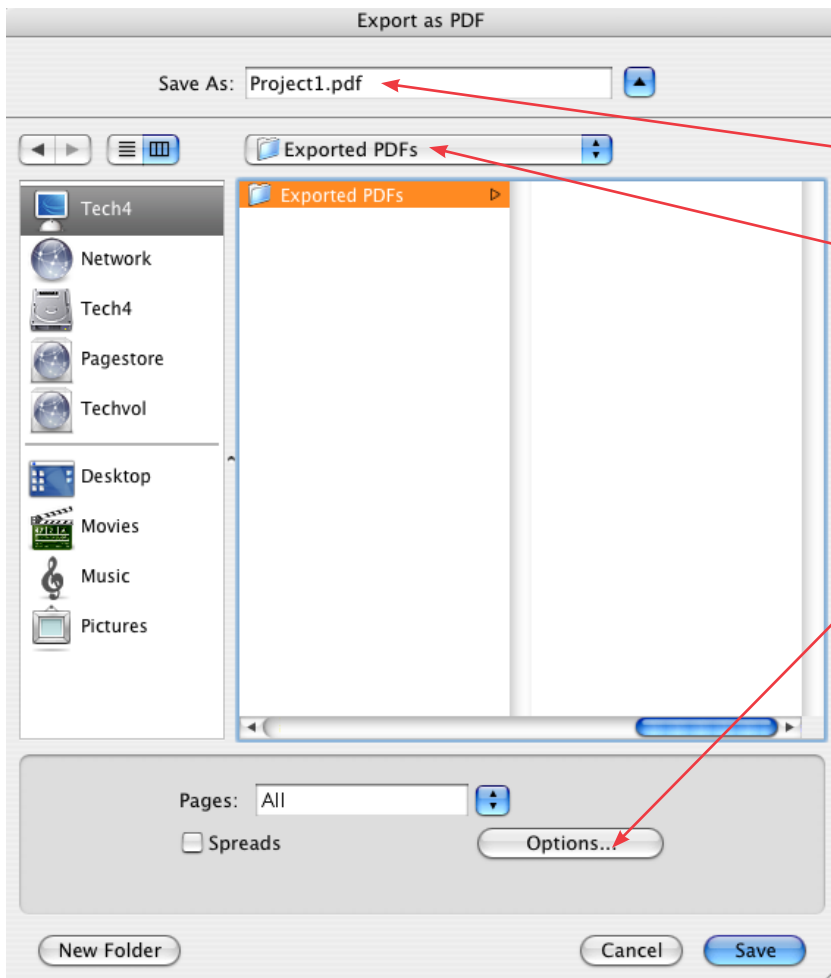 Export as PDF
Save As: Project1.pdf
Exported PDFs
Tech4
Network
Tech4
Pagestore
Techvol
Desktop
Movies
Music
Pictures
Exported PDFs
Pages: All
Spreads
Options...
New Folder
Cancel
Save